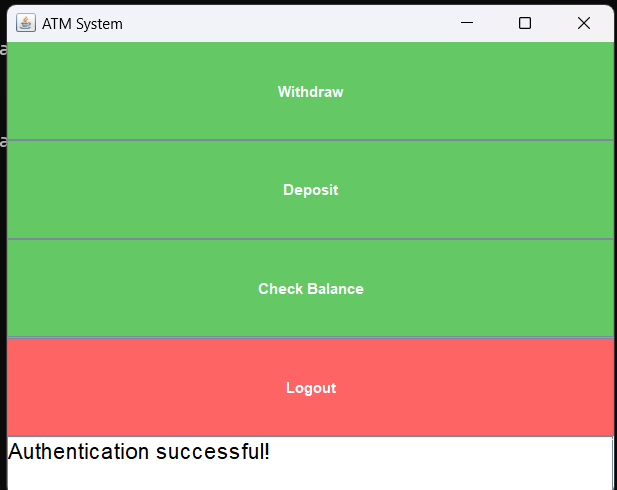 ATM System
Withdraw
Deposit
Check Balance
Logout
Authentication successful!